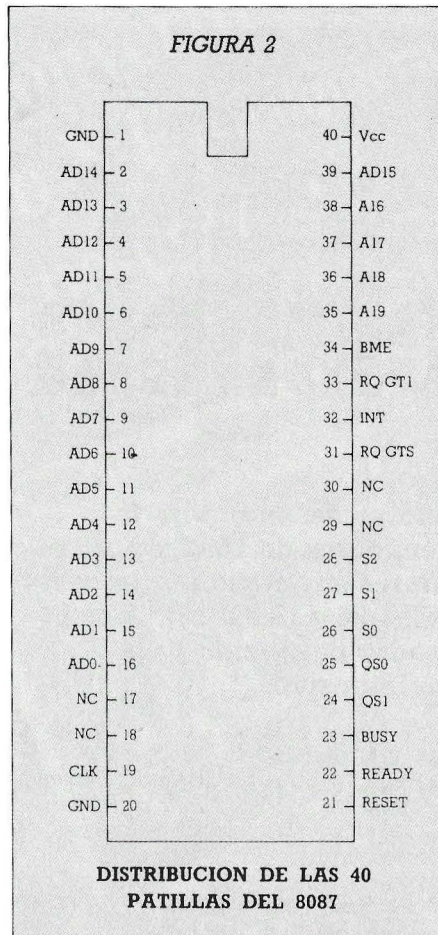 FIGURA 2
GND 1 40 Vcc
AD14 2 39 AD15
AD13 3 38 A16
AD12 4 37 A17
AD11 5 36 A18
AD10 6 35 A19
AD9 7 34 BME
AD8 8 33 RQ GT1
AD7 9 32 INT
AD6 10 31 RQ GTS
AD5 11 30 NC
AD4 12 29 NC
AD3 13 28 S2
AD2 14 27 S1
AD1 15 26 S0
AD0 16 25 QS0
NC 17 24 QS1
NC 18 23 BUSY
CLK 19 22 READY
GND 20 21 RESET
DISTRIBUCION DE LAS 40
PATILLAS DEL 8087